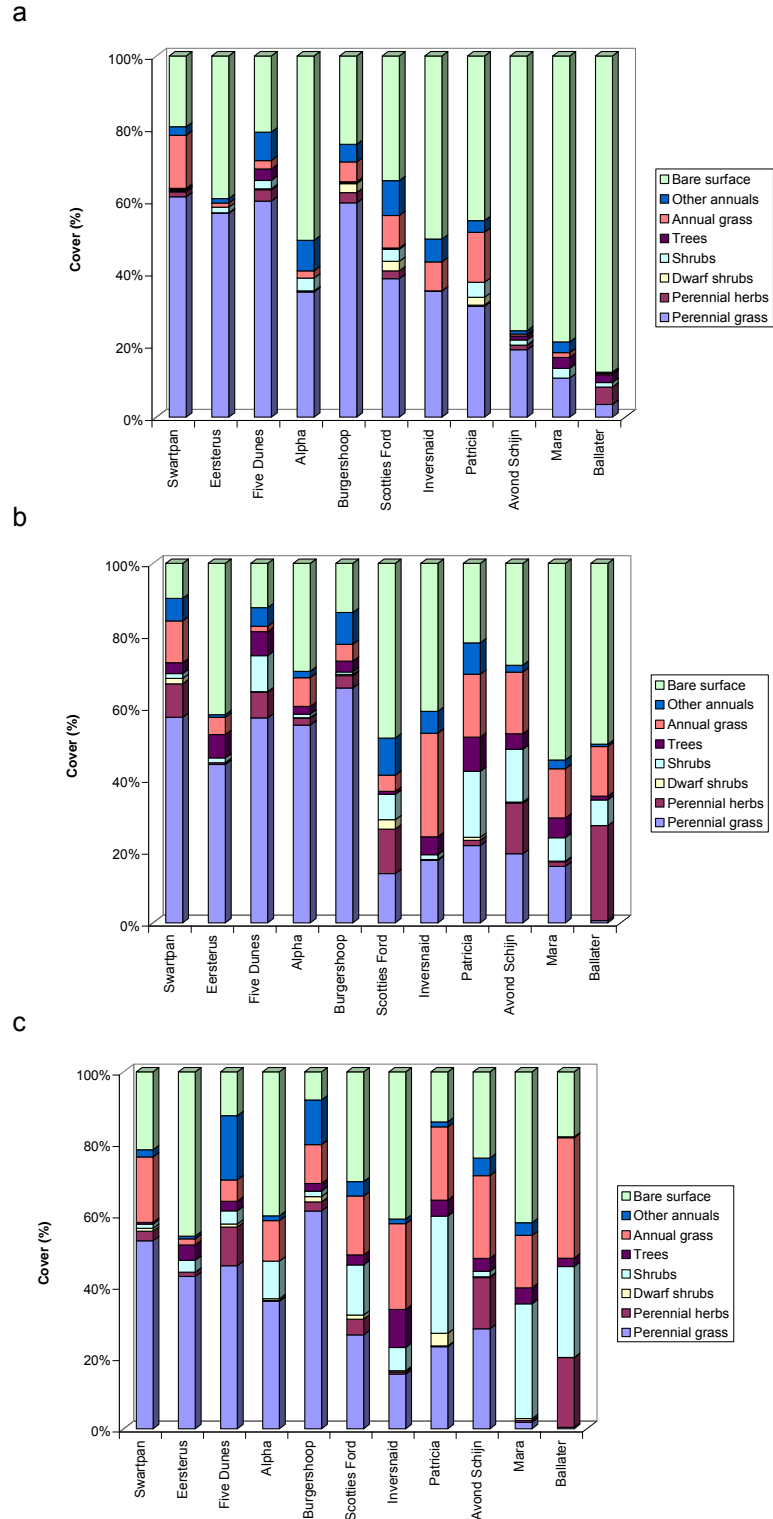 a
100%
80%
60%
40%
20%
0%
Cover (%)
Swartpan
Eersterus
Five Dunes
Alpha
Burgershoop
Scotties Ford
Inversnaid
Patricia
Avond Schijn
Mara
Ballater
Bare surface
Other annuals
Annual grass
Trees
Shrubs
Dwarf shrubs
Perennial herbs
Perennial grass
b
100%
80%
60%
40%
20%
0%
Cover (%)
Swartpan
Eersterus
Five Dunes
Alpha
Burgershoop
Scotties Ford
Inversnaid
Patricia
Avond Schijn
Mara
Ballater
Bare surface
Other annuals
Annual grass
Trees
Shrubs
Dwarf shrubs
Perennial herbs
Perennial grass
c
100%
80%
60%
40%
20%
0%
Cover (%)
Swartpan
Eersterus
Five Dunes
Alpha
Burgershoop
Scotties Ford
Inversnaid
Patricia
Avond Schijn
Mara
Ballater
Bare surface
Other annuals
Annual grass
Trees
Shrubs
Dwarf shrubs
Perennial herbs
Perennial grass